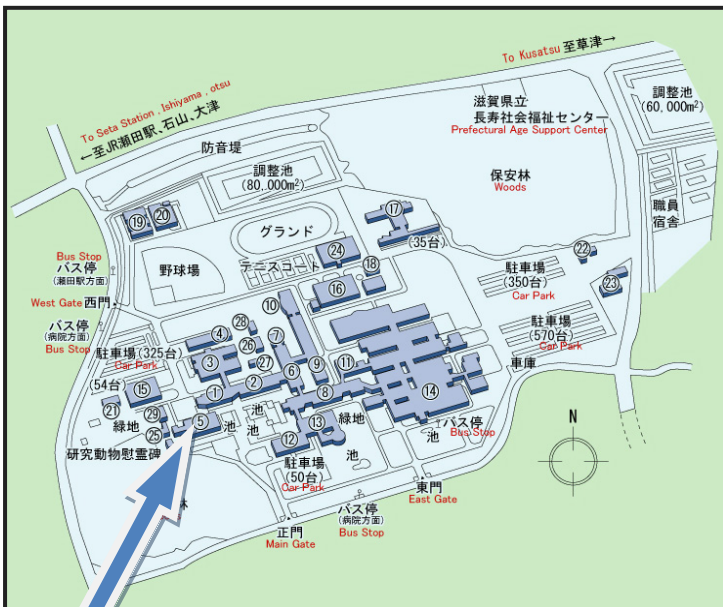 To Kusatsu 至草津→
To Seta Station , Ishiyama , otsu
←至JR瀬田駅、石山、大津
滋賀県立
長寿社会福祉センター
Prefectural Age Support Center
調整池
(60,000m²)
防音堤
調整池
(80,000m²)
保安林
Woods
職員
宿舎
⑰
(35台)
⑲
⑳
グランド
㉔
⑱
㉒
Bus Stop
バス停
(瀬田駅方面)
野球場
テニスコート
⑯
駐車場
(350台)
Car Park
㉓
West Gate 西門
⑩
バス停
(病院方面)
Bus Stop
㉘
④
⑦
㉖
駐車場
(570台)
Car Park
駐車場(325台)
Car Park
③
㉗
⑥
⑨
⑪
車庫
(54台)
⑮
①
②
⑧
⑭
㉑
緑地
㉙
㉕
⑤
池
池
池
⑫
⑬
緑地
池
池
バス停
Bus Stop
N
研究動物慰霊碑
駐車場
(50台)
Car Park
林
東門
East Gate
正門
Main Gate
バス停
(病院方面)
Bus Stop